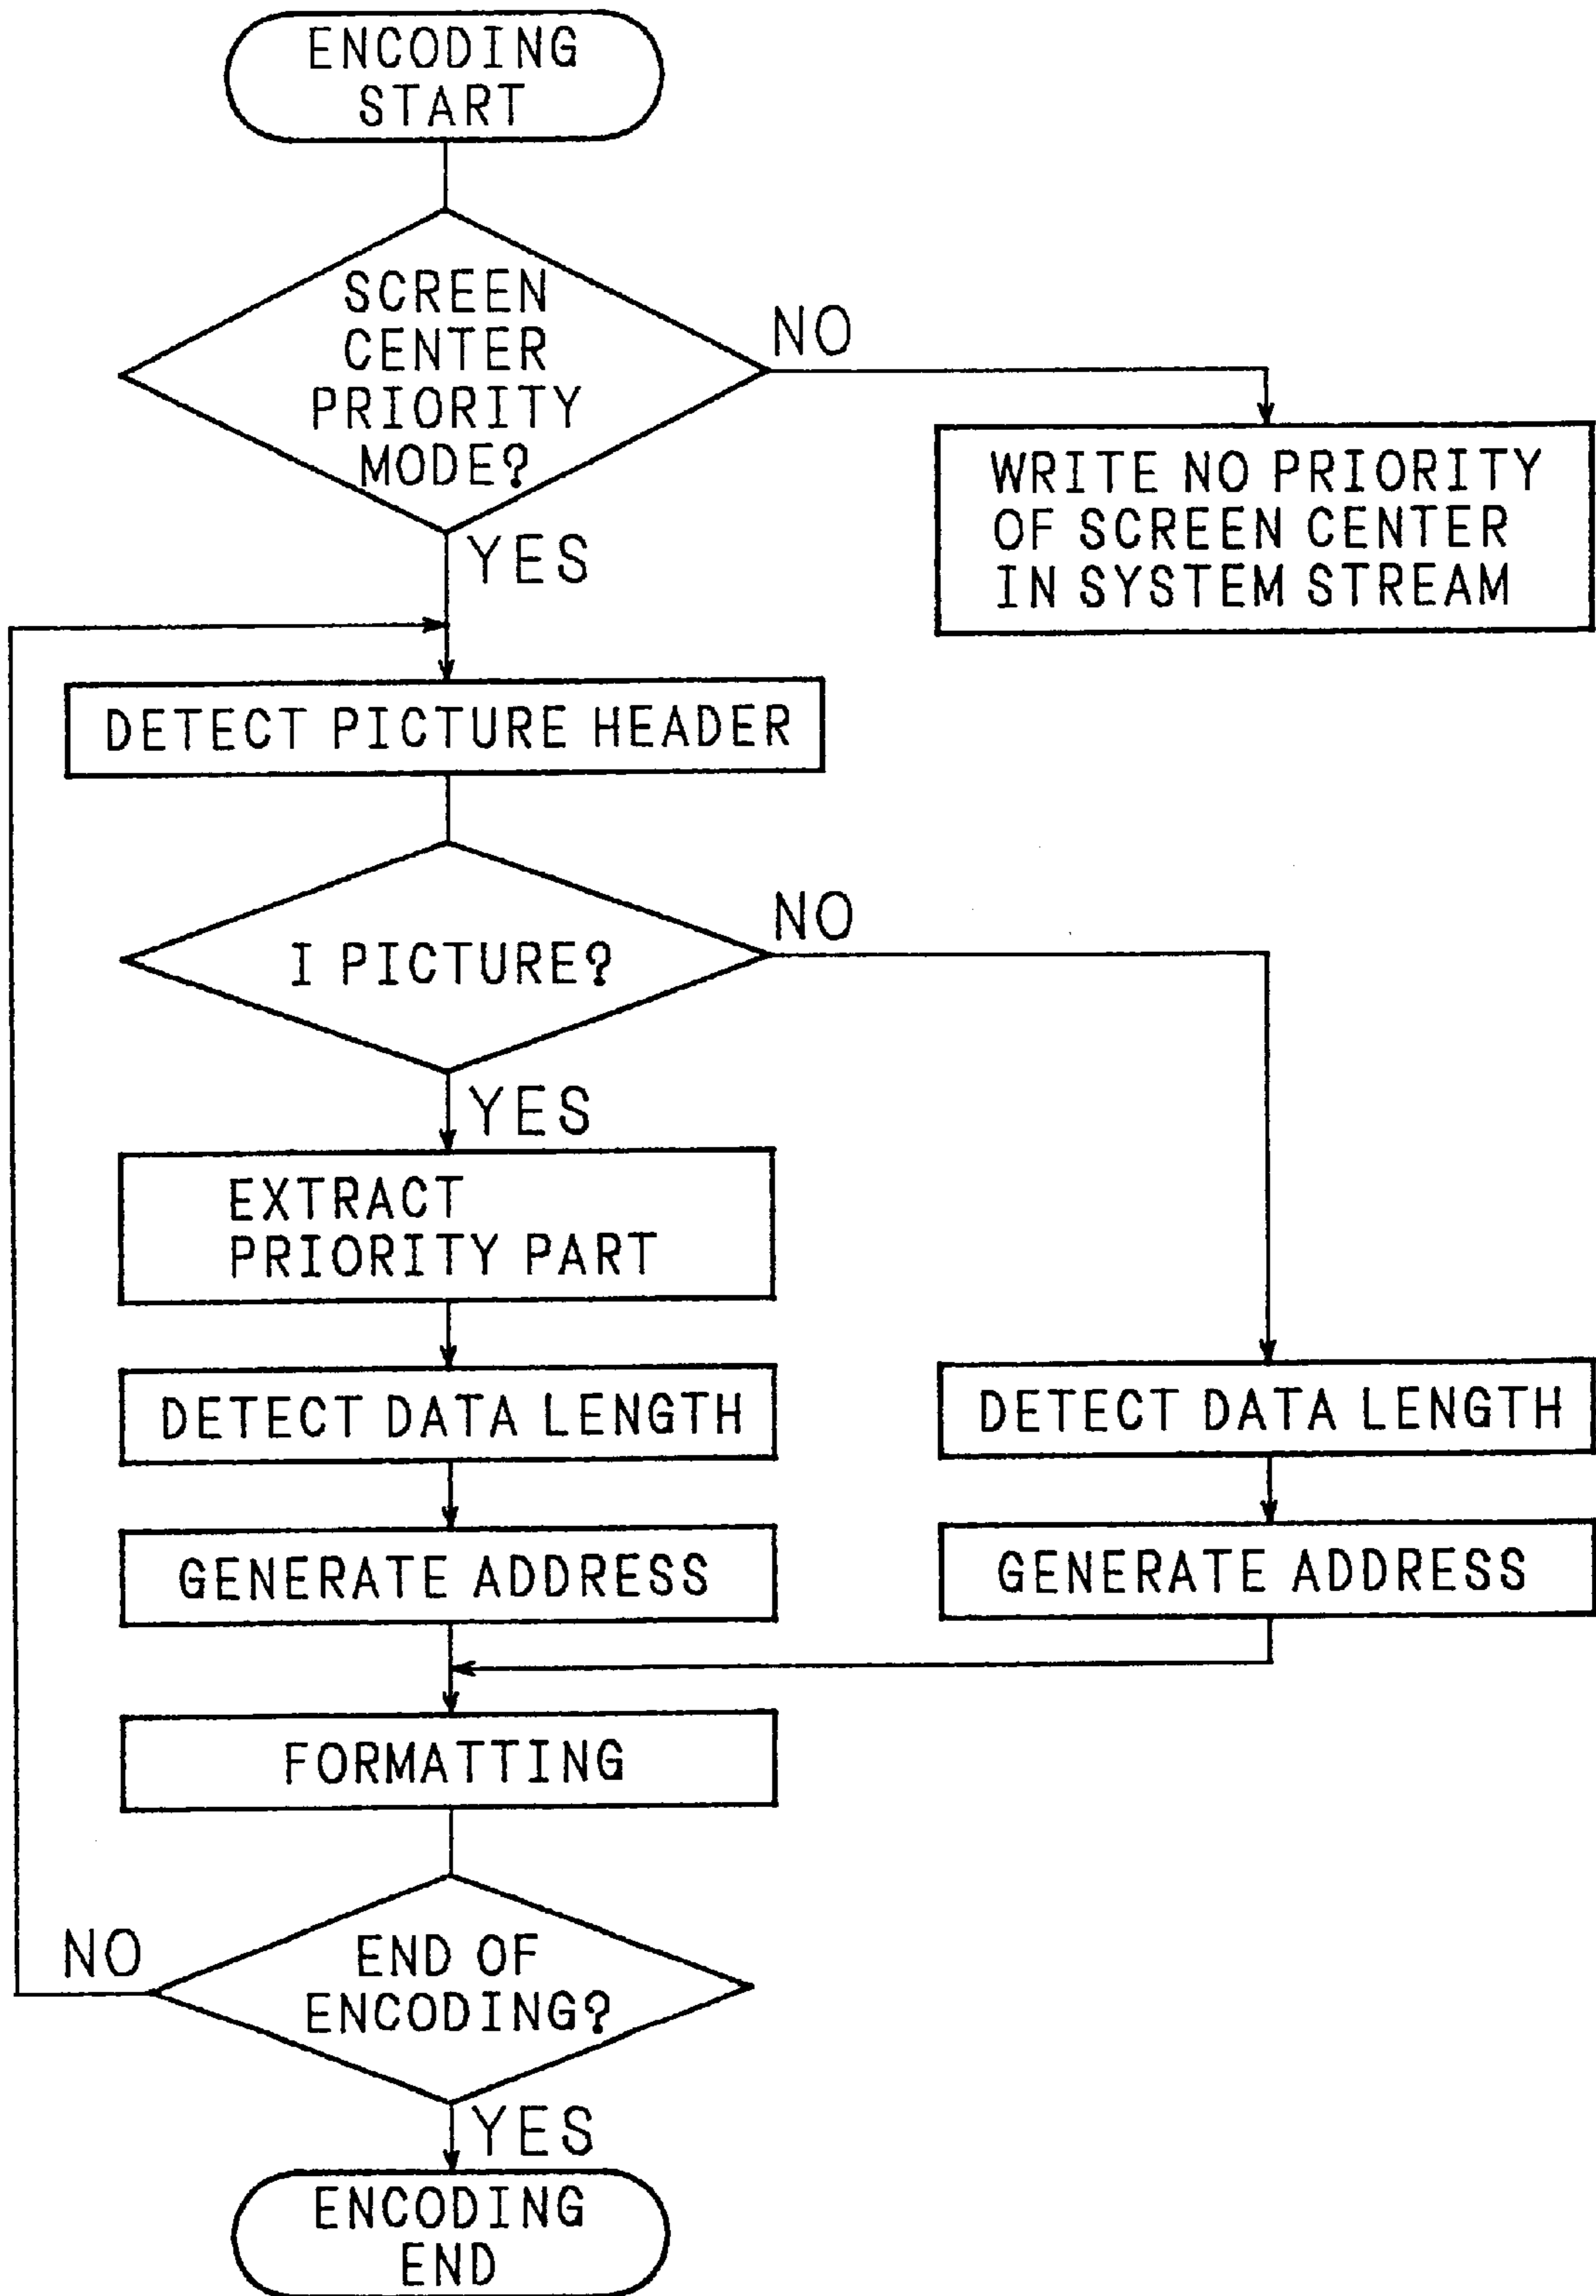 ENCODING
START
SCREEN
CENTER
PRIORITY
MODE?
NO
WRITE NO PRIORITY
OF SCREEN CENTER
IN SYSTEM STREAM
YES
DETECT PICTURE HEADER
I PICTURE?
NO
YES
EXTRACT
PRIORITY PART
DETECT DATA LENGTH
DETECT DATA LENGTH
GENERATE ADDRESS
GENERATE ADDRESS
FORMATTING
END OF
ENCODING?
NO
YES
ENCODING
END